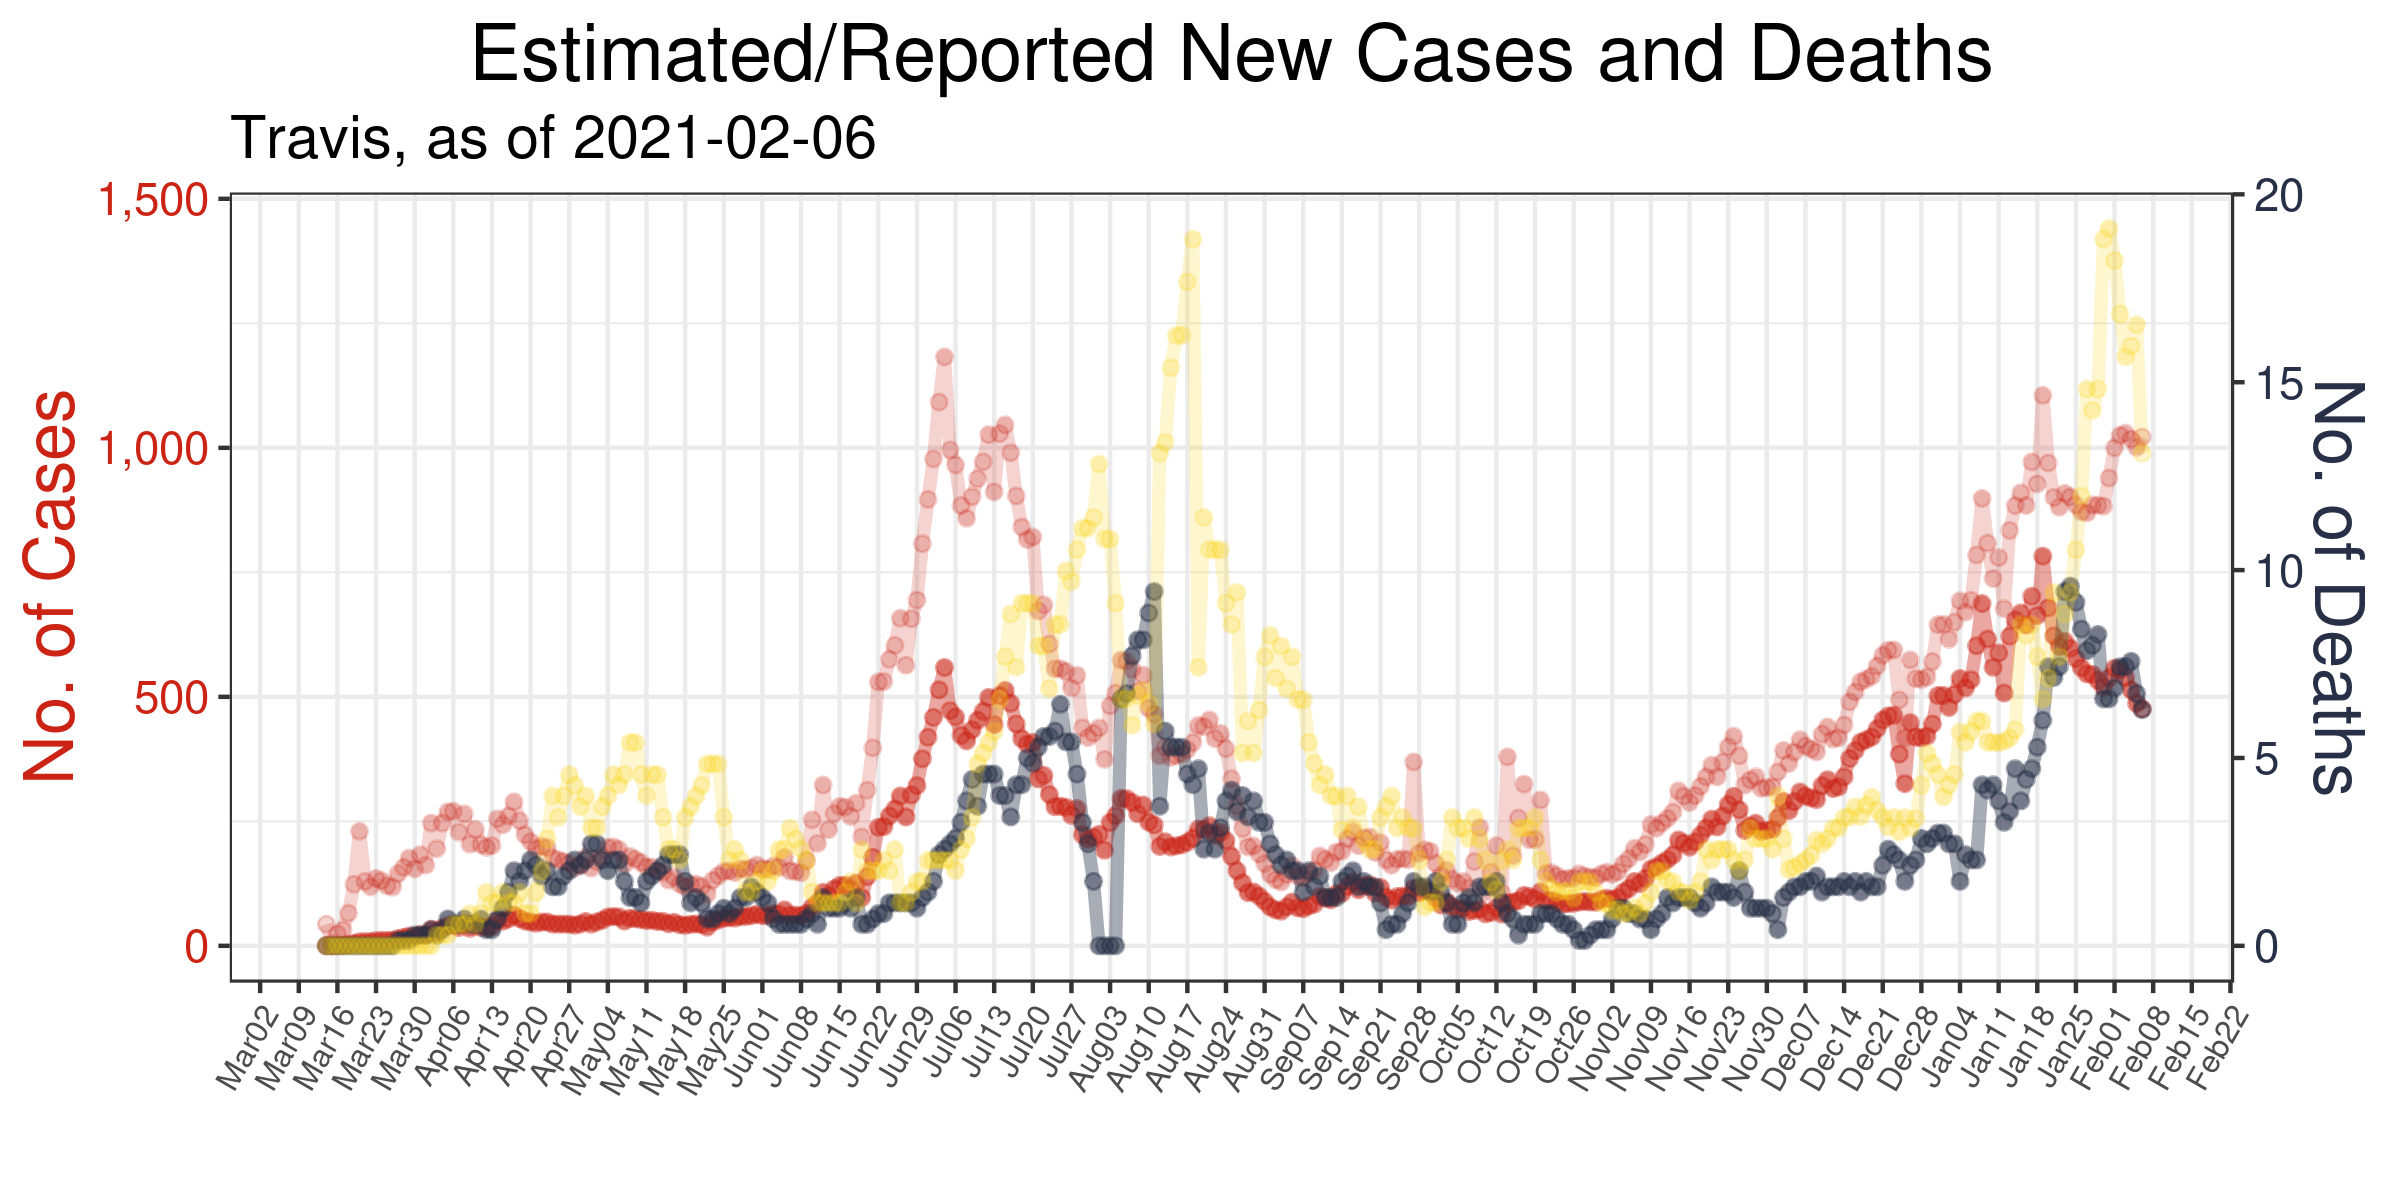 Estimated/Reported New Cases and Deaths
Travis, as of 2021-02-06
No. of Cases
1,500
1,000
500
0
20
15
10
5
0
No. of Deaths
Mar02 Mar09 Mar16 Mar23 Mar30 Apr06 Apr13 Apr20 Apr27 May04 May11 May18 May25 Jun01 Jun08 Jun15 Jun22 Jun29 Jul06 Jul13 Jul20 Jul27 Aug03 Aug10 Aug17 Aug24 Aug31 Sep07 Sep14 Sep21 Sep28 Oct05 Oct12 Oct19 Oct26 Nov02 Nov09 Nov16 Nov23 Nov30 Dec07 Dec14 Dec21 Dec28 Jan04 Jan11 Jan18 Jan25 Feb01 Feb08 Feb15 Feb22